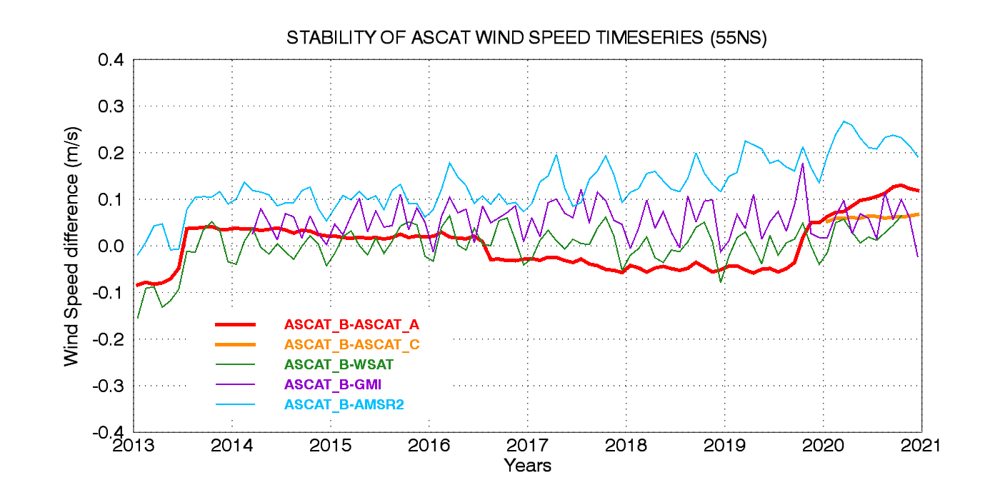 STABILITY OF ASCAT WIND SPEED TIMESERIES (55NS)
Wind Speed difference (m/s)
0.4
0.3
0.2
0.1
0.0
-0.1
-0.2
-0.3
-0.4
ASCAT_B-ASCAT_A
ASCAT_B-ASCAT_C
ASCAT_B-WSAT
ASCAT_B-GMI
ASCAT_B-AMSR2
2013 2014 2015 2016 2017 2018 2019 2020 2021
Years